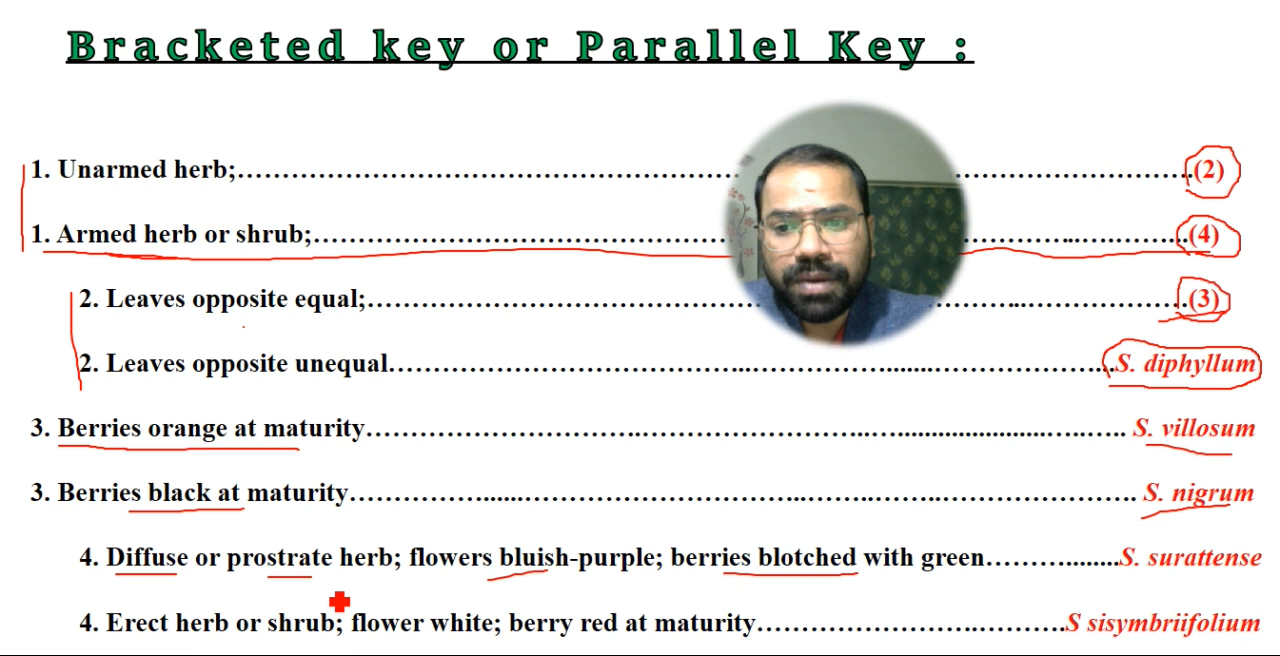 Bracketed key or Parallel Key :
1. Unarmed herb;…………………………………………………………………………(2)
1. Armed herb or shrub;……………………………………………………………………(4)
2. Leaves opposite equal;…………………………………………………………………(3)
2. Leaves opposite unequal…………………………………………………………………S. diphyllum
3. Berries orange at maturity………………………………………………………………… S. villosum
3. Berries black at maturity………………………………………………………………… S. nigrum
4. Diffuse or prostrate herb; flowers bluish-purple; berries blotched with green………........S. surattense
4. Erect herb or shrub; flower white; berry red at maturity………………………………S sisymbriifolium